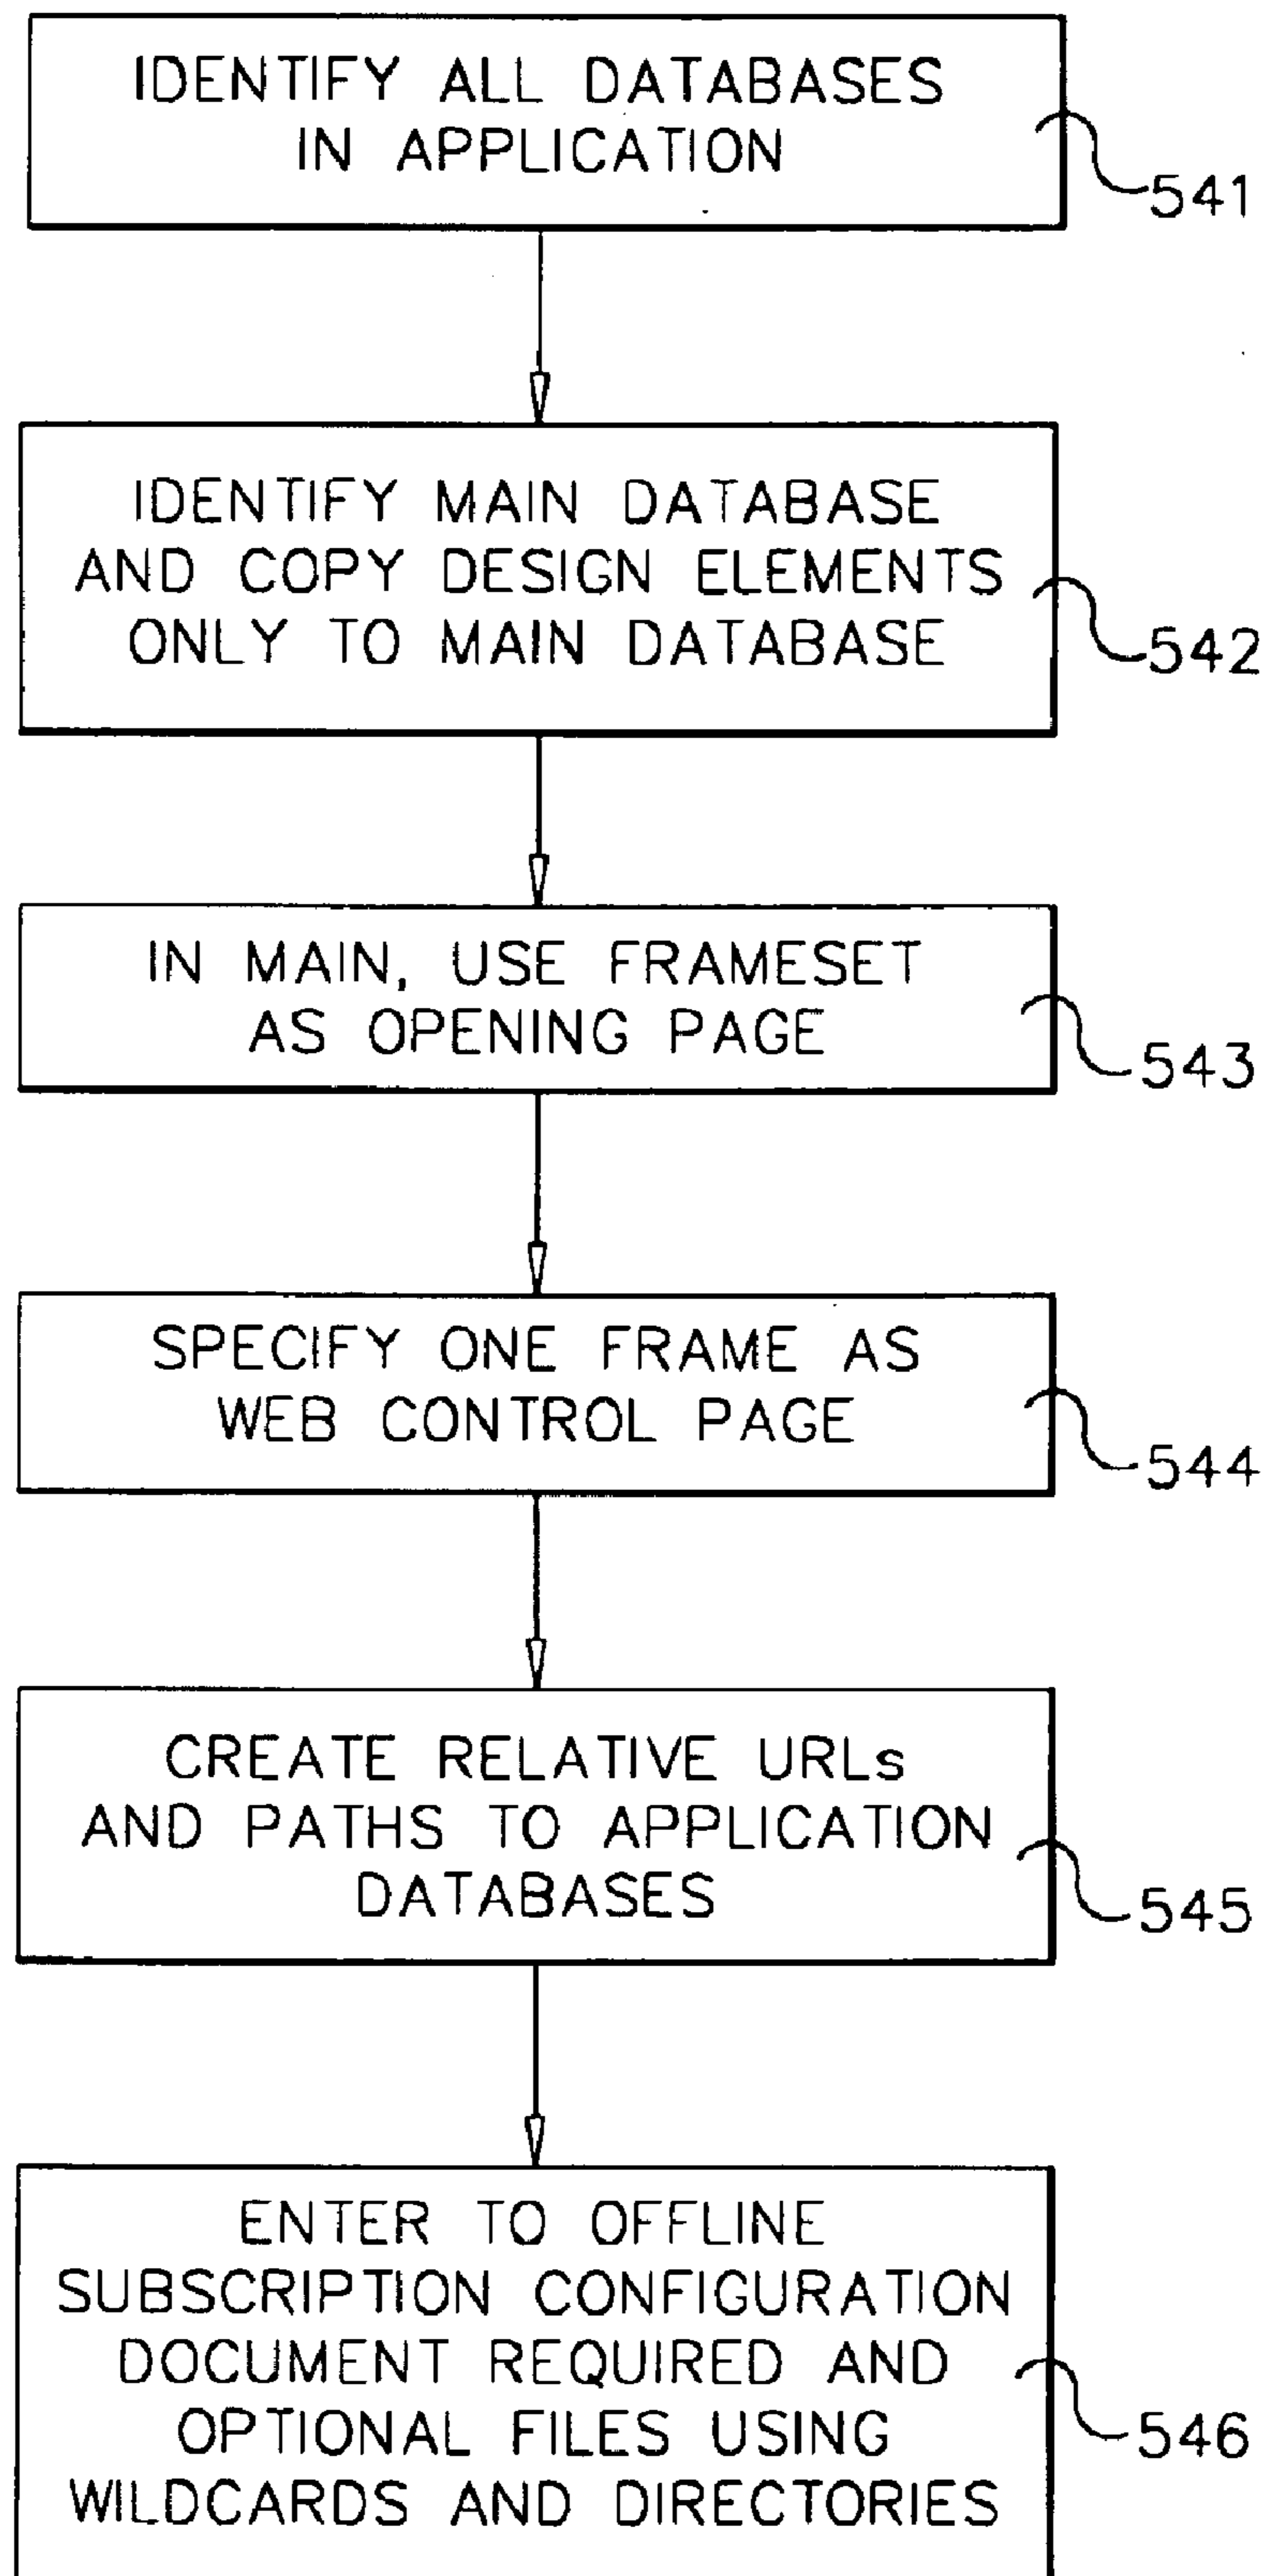 IDENTIFY ALL DATABASES
IN APPLICATION
541
IDENTIFY MAIN DATABASE
AND COPY DESIGN ELEMENTS
ONLY TO MAIN DATABASE
542
IN MAIN, USE FRAMESET
AS OPENING PAGE
543
SPECIFY ONE FRAME AS
WEB CONTROL PAGE
544
CREATE RELATIVE URLs
AND PATHS TO APPLICATION
DATABASES
545
ENTER TO OFFLINE
SUBSCRIPTION CONFIGURATION
DOCUMENT REQUIRED AND
OPTIONAL FILES USING
WILDCARDS AND DIRECTORIES
546